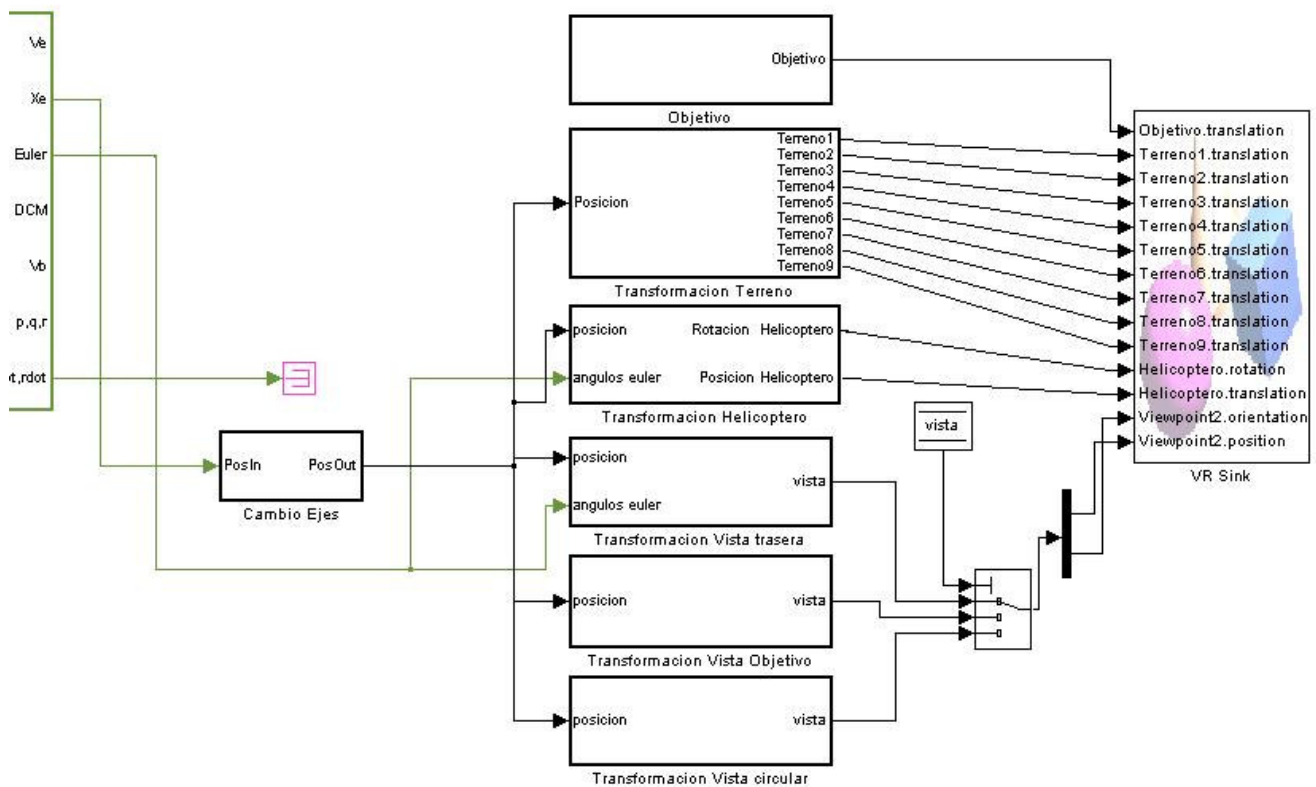 Ve
Xe
Euler
DCM
Vb
p,q,r
ot,rdot
PosIn PosOut
Cambio Ejes
Objetivo
Objetivo
Posicion
Terreno1
Terreno2
Terreno3
Terreno4
Terreno5
Terreno6
Terreno7
Terreno8
Terreno9
Transformacion Terreno
posicion Rotacion Helicoptero
angulos euler Posicion Helicoptero
Transformacion Helicoptero
posicion
vista
angulos euler
Transformacion Vista trasera
posicion vista
Transformacion Vista Objetivo
posicion vista
Transformacion Vista circular
vista
Objetivo.translation
Terreno1.translation
Terreno2.translation
Terreno3.translation
Terreno4.translation
Terreno5.translation
Terreno6.translation
Terreno7.translation
Terreno8.translation
Terreno9.translation
Helicoptero.rotation
Helicoptero.translation
Viewpoint2.orientation
Viewpoint2.position
VR Sink